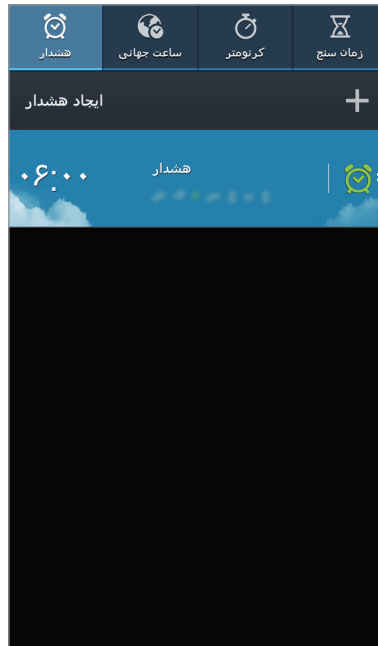 هشدار
ساعت جهانی
کرنومتر
زمان سنج
ایجاد هشدار
۰۶:۰۰
هشدار